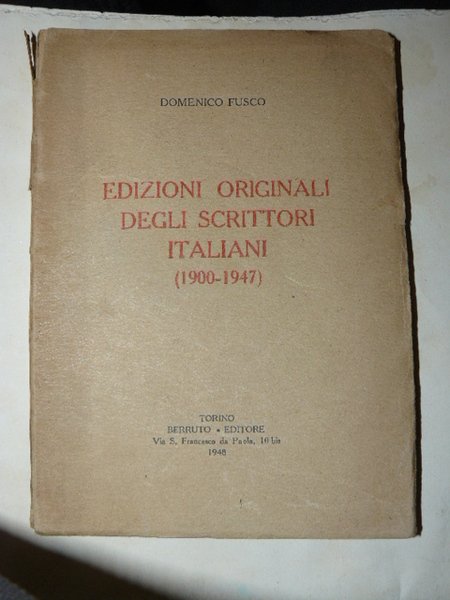 DOMENICO FUSCO
EDIZIONI ORIGINALI
DEGLI SCRITTORI
ITALIANI
(1900-1947)
TORINO
BERRUTO • EDITORE
Via S. Francesco da Paola, 10 bis
1948